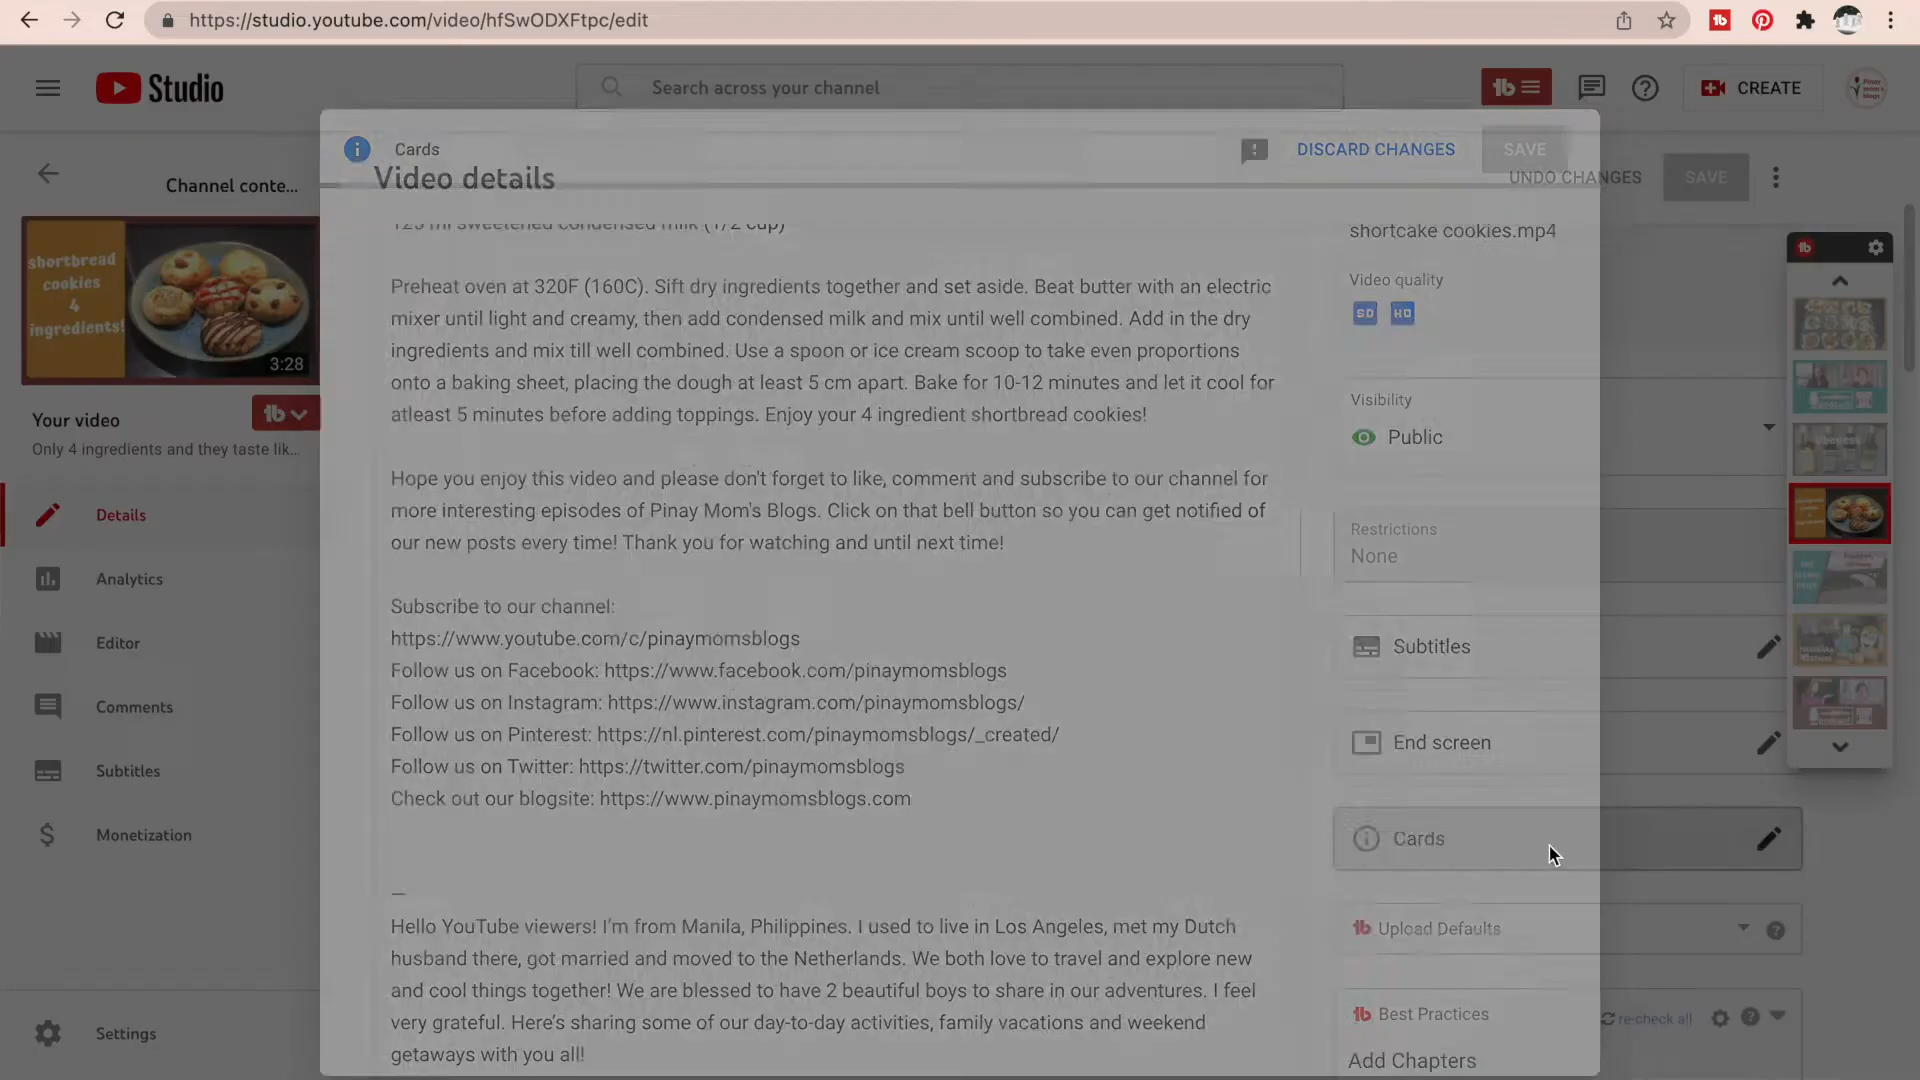 https://studio.youtube.com/video/hfSwODXFtpc/edit
Studio
Search across your channel
CREATE
Cards
DISCARD CHANGES
SAVE
Channel conte...
Video details
UNDO CHANGES
SAVE
125 ml sweetened condensed milk (1/2 cup)
shortcake cookies.mp4
shortbread
cookies
4
ingredients!
3:28
Video quality
SD HD
Preheat oven at 320F (160C). Sift dry ingredients together and set aside. Beat butter with an electric
mixer until light and creamy, then add condensed milk and mix until well combined. Add in the dry
ingredients and mix till well combined. Use a spoon or ice cream scoop to take even proportions
onto a baking sheet, placing the dough at least 5 cm apart. Bake for 10-12 minutes and let it cool for
atleast 5 minutes before adding toppings. Enjoy your 4 ingredient shortbread cookies!
Visibility
Public
Your video
Only 4 ingredients and they taste lik...
Hope you enjoy this video and please don't forget to like, comment and subscribe to our channel for
more interesting episodes of Pinay Mom's Blogs. Click on that bell button so you can get notified of
our new posts every time! Thank you for watching and until next time!
Restrictions
None
Details
Analytics
Editor
Comments
Subtitles
Monetization
Settings
Subscribe to our channel:
https://www.youtube.com/c/pinaymomsblogs
Follow us on Facebook: https://www.facebook.com/pinaymomsblogs
Follow us on Instagram: https://www.instagram.com/pinaymomsblogs/
Follow us on Pinterest: https://nl.pinterest.com/pinaymomsblogs/_created/
Follow us on Twitter: https://twitter.com/pinaymomsblogs
Check out our blogsite: https://www.pinaymomsblogs.com
Subtitles
End screen
Cards
Upload Defaults
Best Practices
re-check all
Add Chapters
—
Hello YouTube viewers! I'm from Manila, Philippines. I used to live in Los Angeles, met my Dutch
husband there, got married and moved to the Netherlands. We both love to travel and explore new
and cool things together! We are blessed to have 2 beautiful boys to share in our adventures. I feel
very grateful. Here's sharing some of our day-to-day activities, family vacations and weekend
getaways with you all!